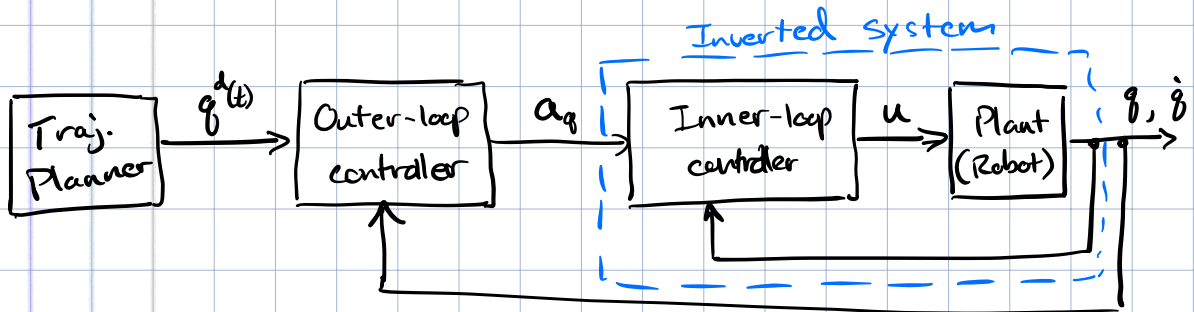 Inverted system
Traj.
Planner
q^d(t)
Outer-loop
controller
a_q
Inner-loop
controller
u
Plant
(Robot)
q, q̇